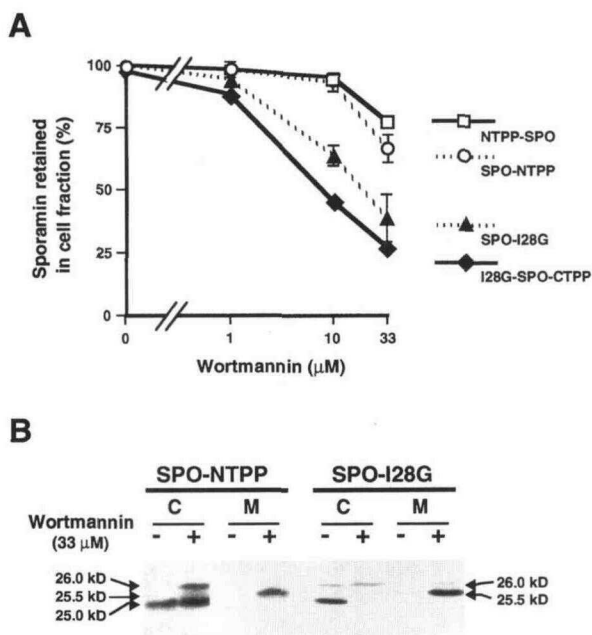 A
Sporamin retained
in cell fraction (%)
100
75
50
25
0
0
1
10
33
Wortmannin (μM)
NTPP-SPO
SPO-NTPP
SPO-I28G
I28G-SPO-CTPP
B
SPO-NTPP SPO-I28G
C M C M
Wortmannin
(33 μM)
- + - + - + - +
26.0 kD
25.5 kD
25.0 kD
26.0 kD
25.5 kD